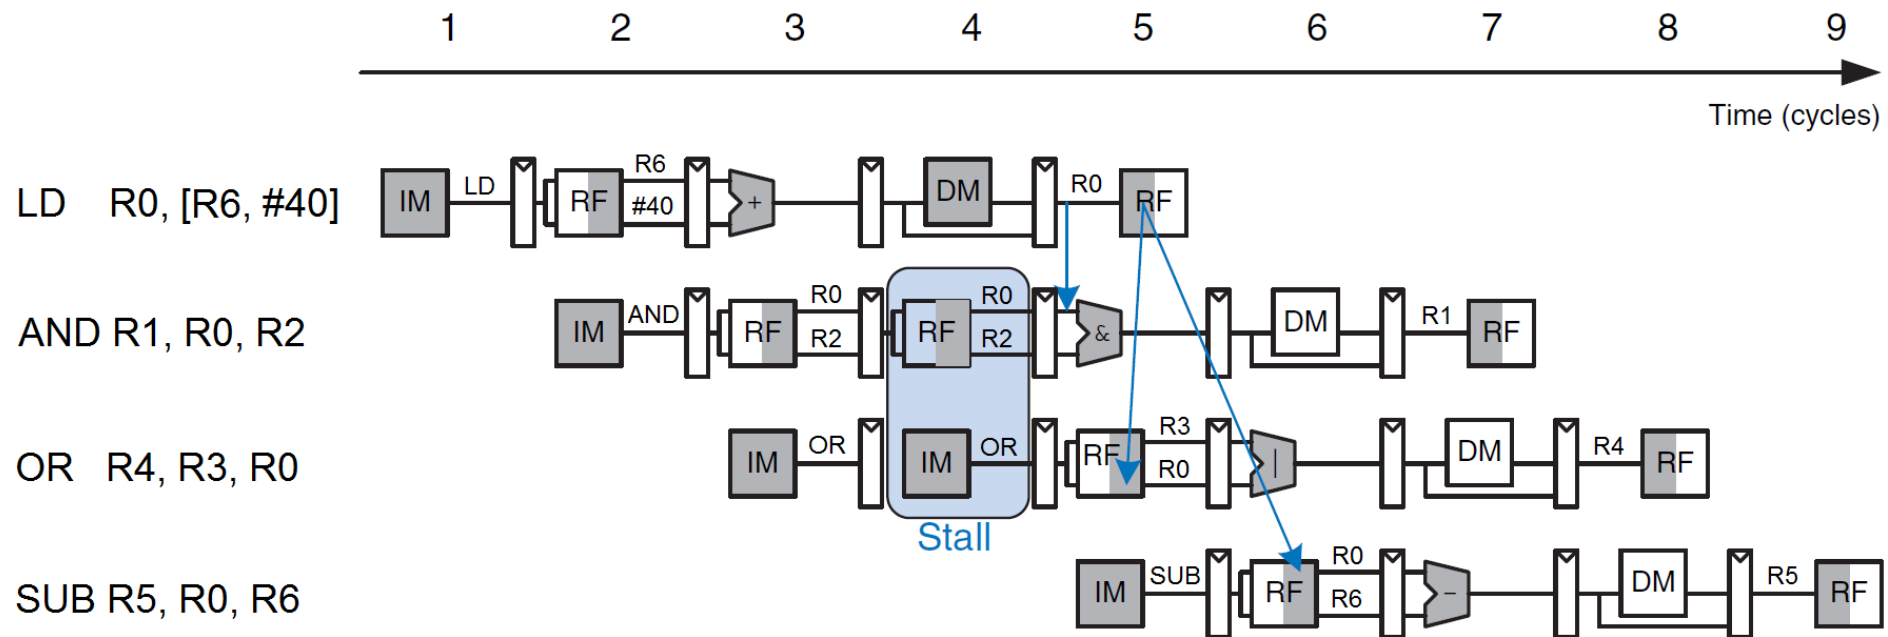 1 2 3 4 5 6 7 8 9
Time (cycles)
LD R0, [R6, #40] IM LD RF R6 #40 + DM R0 RF
AND R1, R0, R2 IM AND RF R0 R2 RF R0 R2 & DM R1 RF
OR R4, R3, R0 IM OR IM OR RF R3 R0 | DM R4 RF
Stall
SUB R5, R0, R6 IM SUB RF R0 R6 - DM R5 RF